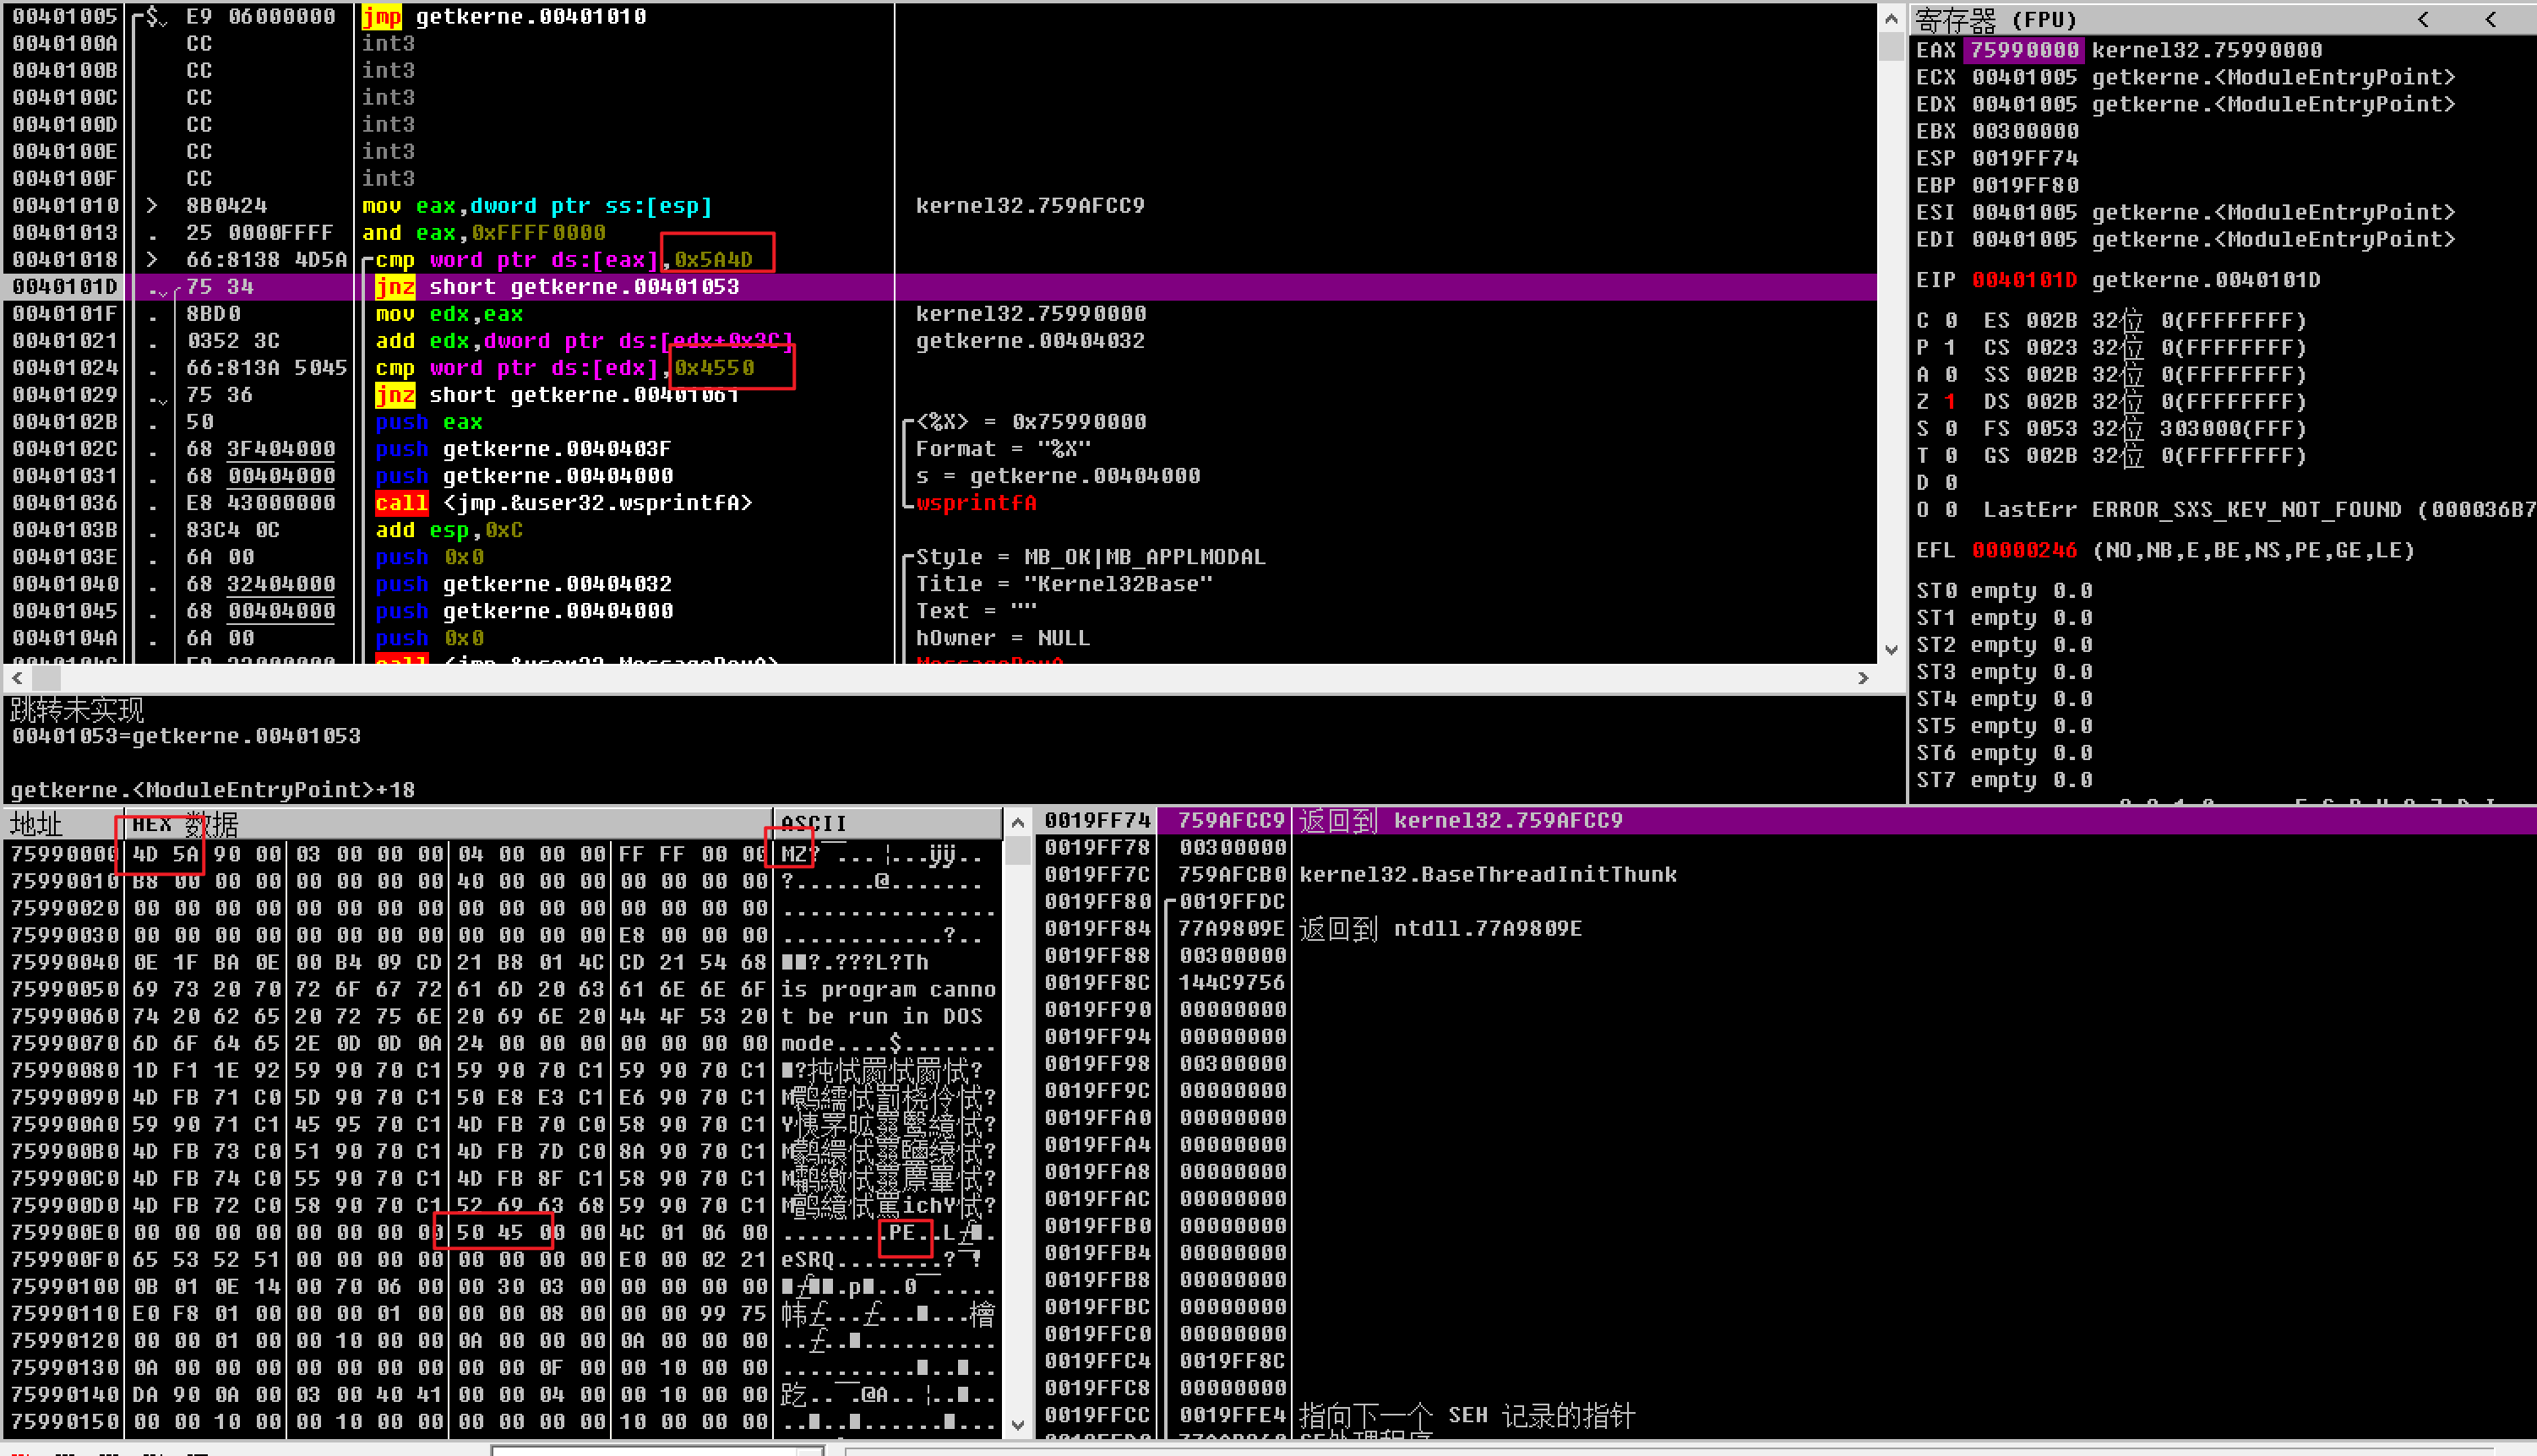 00401005 $ E9 06000000 jmp getkerne.00401010
0040100A CC int3
0040100B CC int3
0040100C CC int3
0040100D CC int3
0040100E CC int3
0040100F CC int3
00401010 > 8B0424 mov eax,dword ptr ss:[esp] kernel32.759AFCC9
00401013 . 25 0000FFFF and eax,0xFFFF0000
00401018 > 66:8138 4D5A cmp word ptr ds:[eax],0x5A4D
0040101D . 75 34 jnz short getkerne.00401053
0040101F . 8BD0 mov edx,eax kernel32.75990000
00401021 . 0352 3C add edx,dword ptr ds:[edx+0x3C] getkerne.00404032
00401024 . 66:813A 5045 cmp word ptr ds:[edx],0x4550
00401029 . 75 36 jnz short getkerne.00401061
0040102B . 50 push eax <%X> = 0x75990000
0040102C . 68 3F404000 push getkerne.0040403F Format = "%X"
00401031 . 68 00404000 push getkerne.00404000 s = getkerne.00404000
00401036 . E8 43000000 call <jmp.&user32.wsprintfA> wsprintfA
0040103B . 83C4 0C add esp,0xC
0040103E . 6A 00 push 0x0 Style = MB_OK|MB_APPLMODAL
00401040 . 68 32404000 push getkerne.00404032 Title = "Kernel32Base"
00401045 . 68 00404000 push getkerne.00404000 Text = ""
0040104A . 6A 00 push 0x0 hOwner = NULL
寄存器 (FPU) < <
EAX 75990000 kernel32.75990000
ECX 00401005 getkerne.<ModuleEntryPoint>
EDX 00401005 getkerne.<ModuleEntryPoint>
EBX 00300000
ESP 0019FF74
EBP 0019FF80
ESI 00401005 getkerne.<ModuleEntryPoint>
EDI 00401005 getkerne.<ModuleEntryPoint>
EIP 0040101D getkerne.0040101D
C 0 ES 002B 32位 0(FFFFFFFF)
P 1 CS 0023 32位 0(FFFFFFFF)
A 0 SS 002B 32位 0(FFFFFFFF)
Z 1 DS 002B 32位 0(FFFFFFFF)
S 0 FS 0053 32位 303000(FFF)
T 0 GS 002B 32位 0(FFFFFFFF)
D 0
O 0 LastErr ERROR_SXS_KEY_NOT_FOUND (000036B7
EFL 00000246 (NO,NB,E,BE,NS,PE,GE,LE)
ST0 empty 0.0
ST1 empty 0.0
ST2 empty 0.0
ST3 empty 0.0
ST4 empty 0.0
ST5 empty 0.0
ST6 empty 0.0
ST7 empty 0.0
跳转未实现
00401053=getkerne.00401053
getkerne.<ModuleEntryPoint>+18
地址 HEX 数据 ASCII
75990000 4D 5A 90 00 03 00 00 00 04 00 00 00 FF FF 00 00 MZ? ... ¦...ÿÿ..
75990010 B8 00 00 00 00 00 00 00 40 00 00 00 00 00 00 00 ?.......@.......
75990020 00 00 00 00 00 00 00 00 00 00 00 00 00 00 00 00 ................
75990030 00 00 00 00 00 00 00 00 00 00 00 00 E8 00 00 00 ............?..
75990040 0E 1F BA 0E 00 B4 09 CD 21 B8 01 4C CD 21 54 68 ?.???L?Th
75990050 69 73 20 70 72 6F 67 72 61 6D 20 63 61 6E 6E 6F is program canno
75990060 74 20 62 65 20 72 75 6E 20 69 6E 20 44 4F 53 20 t be run in DOS
75990070 6D 6F 64 65 2E 0D 0D 0A 24 00 00 00 00 00 00 00 mode....$.......
75990080 1D F1 1E 92 59 90 70 C1 59 90 70 C1 59 90 70 C1
75990090 4D FB 71 C0 5D 90 70 C1 50 E8 E3 C1 E6 90 70 C1
759900A0 59 90 71 C1 45 95 70 C1 4D FB 70 C0 58 90 70 C1
759900B0 4D FB 73 C0 51 90 70 C1 4D FB 7D C0 8A 90 70 C1
759900C0 4D FB 74 C0 55 90 70 C1 4D FB 8F C1 58 90 70 C1
759900D0 4D FB 72 C0 58 90 70 C1 52 69 63 68 59 90 70 C1
759900E0 00 00 00 00 00 00 00 00 50 45 00 00 4C 01 06 00 ........PE..L
759900F0 65 53 52 51 00 00 00 00 00 00 00 00 E0 00 02 21 eSRQ........?
75990100 0B 01 0E 14 00 70 06 00 00 30 03 00 00 00 00 00
75990110 E0 F8 01 00 00 00 01 00 00 00 08 00 00 00 99 75
75990120 00 00 01 00 00 10 00 00 0A 00 00 00 0A 00 00 00
75990130 0A 00 00 00 00 00 00 00 00 0F 00 00 10 00 00
75990140 DA 90 0A 00 03 00 40 41 00 00 04 00 00 10 00 00
75990150 00 00 10 00 00 10 00 00 00 00 00 00 10 00 00 00
0019FF74 759AFCC9 返回到 kernel32.759AFCC9
0019FF78 00300000
0019FF7C 759AFCB0 kernel32.BaseThreadInitThunk
0019FF80 0019FFDC
0019FF84 77A9809E 返回到 ntdll.77A9809E
0019FF88 00300000
0019FF8C 144C9756
0019FF90 00000000
0019FF94 00000000
0019FF98 00300000
0019FF9C 00000000
0019FFA0 00000000
0019FFA4 00000000
0019FFA8 00000000
0019FFAC 00000000
0019FFB0 00000000
0019FFB4 00000000
0019FFB8 00000000
0019FFBC 00000000
0019FFC0 00000000
0019FFC4 0019FF8C
0019FFC8 00000000
0019FFCC 0019FFE4 指向下一个 SEH 记录的指针